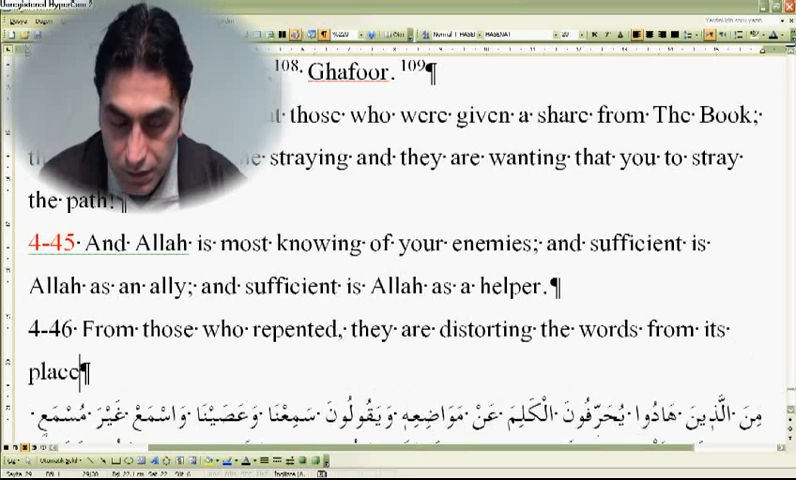 Unregistered HyperCam 2
108. Ghafoor. 109¶
those who were given a share from The Book;
straying and they are wanting that you to stray
the path!¶
4-45 And Allah is most knowing of your enemies; and sufficient is
Allah as an ally; and sufficient is Allah as a helper.¶
4-46 From those who repented, they are distorting the words from its
place¶
مِنَ الَّذِينَ هَادُوا يُحَرِّفُونَ الْكَلِمَ عَنْ مَوَاضِعِهِ وَيَقُولُونَ سَمِعْنَا وَعَصَيْنَا وَاسْمَعْ غَيْرَ مُسْمَعٍ